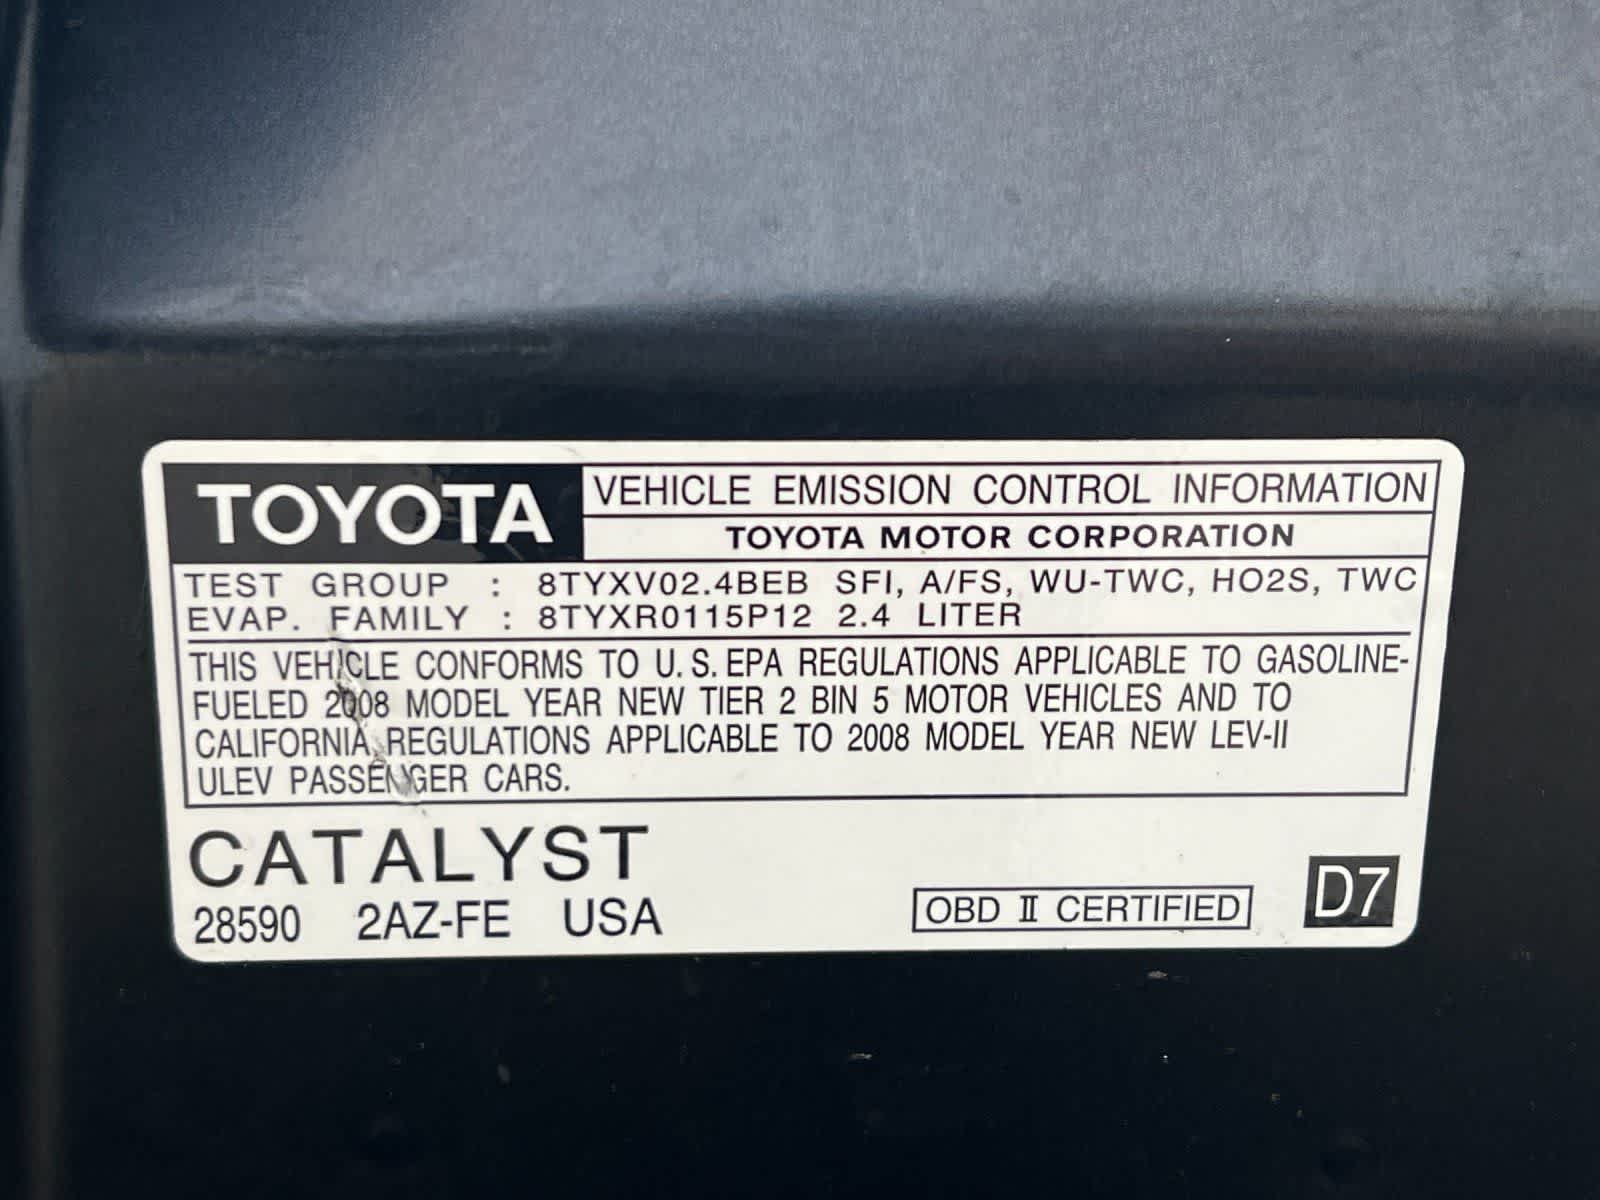 TOYOTA
VEHICLE EMISSION CONTROL INFORMATION
TOYOTA MOTOR CORPORATION
TEST GROUP : 8TYXV02.4BEB SFI, A/FS, WU-TWC, HO2S, TWC
EVAP. FAMILY : 8TYXR0115P12 2.4 LITER
THIS VEHICLE CONFORMS TO U.S.EPA REGULATIONS APPLICABLE TO GASOLINE-
FUELED 2008 MODEL YEAR NEW TIER 2 BIN 5 MOTOR VEHICLES AND TO
CALIFORNIA REGULATIONS APPLICABLE TO 2008 MODEL YEAR NEW LEV-II
ULEV PASSENGER CARS.
CATALYST
28590 2AZ-FE USA
OBD II CERTIFIED
D7